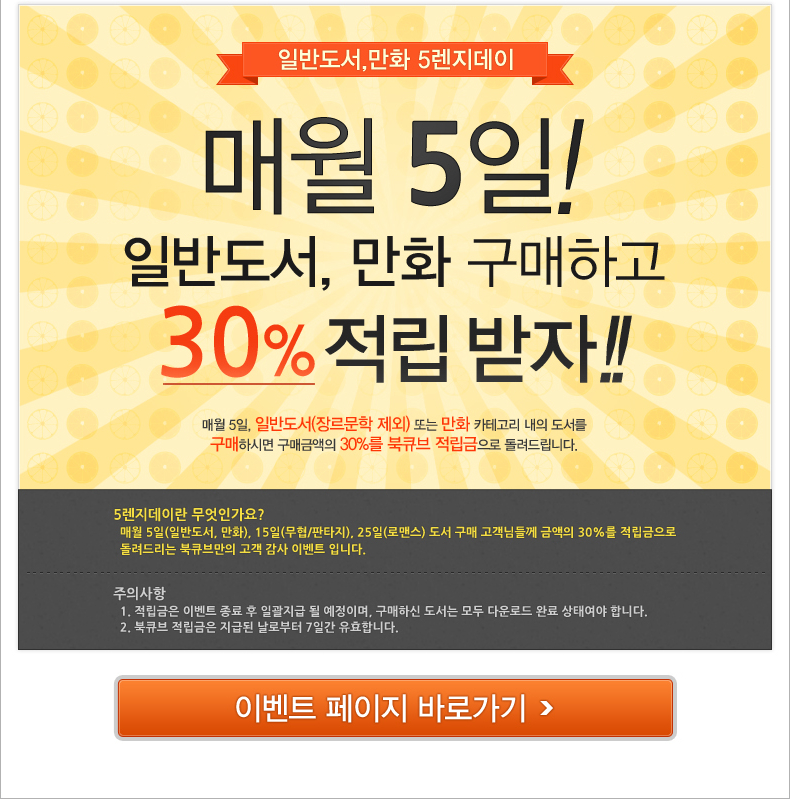 일반도서,만화 5렌지데이
매월 5일!
일반도서, 만화 구매하고
30% 적립 받자!!
매월 5일, 일반도서(장르문학 제외) 또는 만화 카테고리 내의 도서를
구매하시면 구매금액의 30%를 북큐브 적립금으로 돌려드립니다.
5렌지데이란 무엇인가요?
매월 5일(일반도서, 만화), 15일(무협/판타지), 25일(로맨스) 도서 구매 고객님들께 금액의 30%를 적립금으로
돌려드리는 북큐브만의 고객 감사 이벤트 입니다.
주의사항
1. 적립금은 이벤트 종료 후 일괄지급 될 예정이며, 구매하신 도서는 모두 다운로드 완료 상태여야 합니다.
2. 북큐브 적립금은 지급된 날로부터 7일간 유효합니다.
이벤트 페이지 바로가기 >